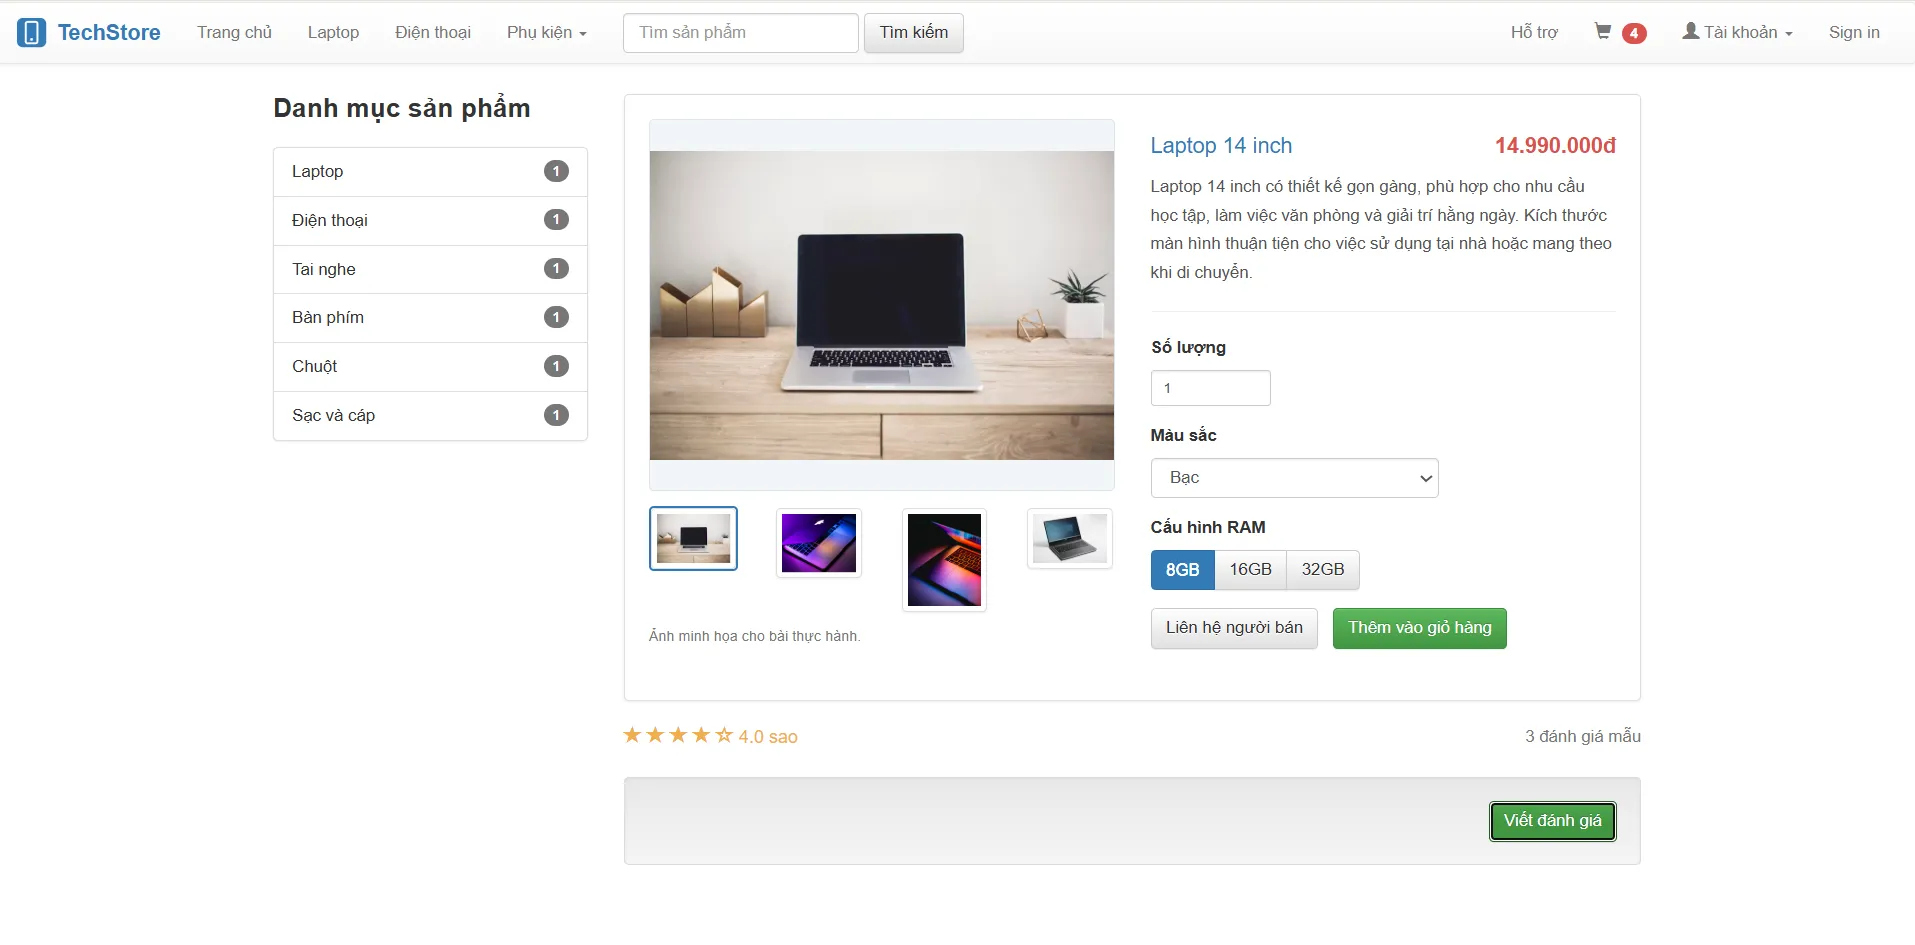 TechStore Trang chủ Laptop Điện thoại Phụ kiện Tìm sản phẩm Tìm kiếm Hỗ trợ 4 Tài khoản Sign in
Danh mục sản phẩm
Laptop 1
Điện thoại 1
Tai nghe 1
Bàn phím 1
Chuột 1
Sạc và cáp 1
Laptop 14 inch 14.990.000đ
Laptop 14 inch có thiết kế gọn gàng, phù hợp cho nhu cầu
học tập, làm việc văn phòng và giải trí hằng ngày. Kích thước
màn hình thuận tiện cho việc sử dụng tại nhà hoặc mang theo
khi di chuyển.
Số lượng
1
Màu sắc
Bạc
Cấu hình RAM
8GB 16GB 32GB
Liên hệ người bán Thêm vào giỏ hàng
Ảnh minh họa cho bài thực hành.
★★★★☆ 4.0 sao 3 đánh giá mẫu
Viết đánh giá